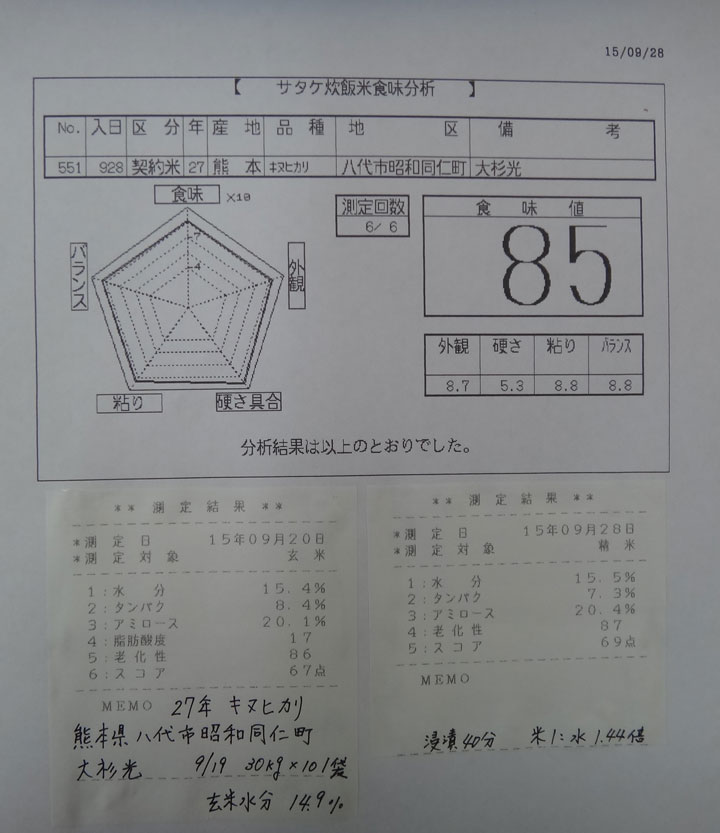 15/09/28
【 サタケ炊飯米食味分析 】
No. 入日 区分 年 産地 品種 地区 備考
551 928 契約米 27 熊本 ｷﾇﾋｶﾘ 八代市昭和同仁町 大杉光
食味 ×10
7
4
バランス
外観
粘り
硬さ具合
測定回数
6/ 6
食味値
85
外観 硬さ 粘り ﾊﾞﾗﾝｽ
8.7 5.3 8.8 8.8
分析結果は以上のとおりでした。
** 測定結果 **
*測定日 15年09月20日
*測定対象 玄米
1:水分 15.4%
2:タンパク 8.4%
3:アミロース 20.1%
4:脂肪酸度 17
5:老化性 86
6:スコア 67点
MEMO 27年 キヌヒカリ
熊本県八代市昭和同仁町
大杉光 9/19 30kg×101袋
玄米水分 14.9%
** 測定結果 **
*測定日 15年09月28日
*測定対象 精米
1:水分 15.5%
2:タンパク 7.3%
3:アミロース 20.4%
4:老化性 87
5:スコア 69点
MEMO
浸漬40分 米1:水1.44倍